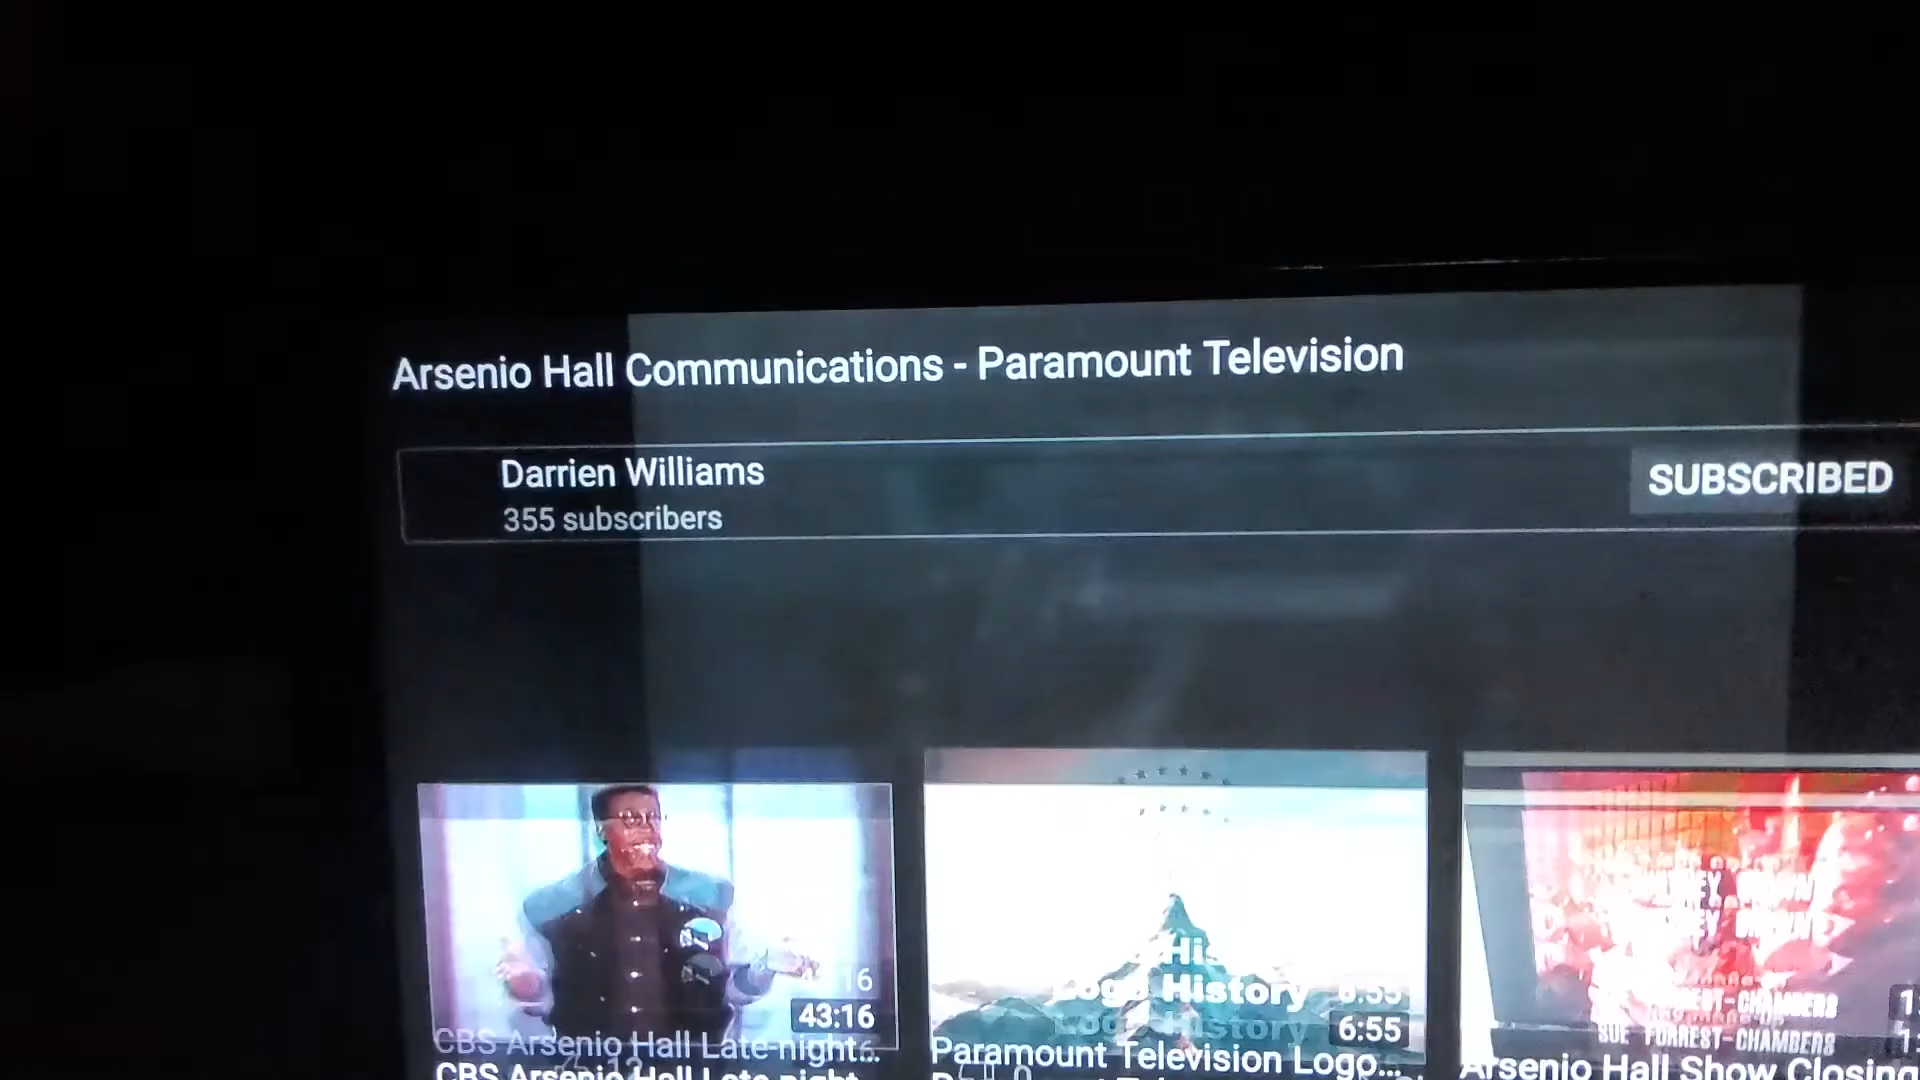 Arsenio Hall Communications - Paramount Television
Darrien Williams
355 subscribers
SUBSCRIBED
43:16
CBS Arsenio Hall Late-night...
Logo History
6:55
Paramount Television Logo...
SUE FORREST-CHAMBERS
Arsenio Hall Show Closing